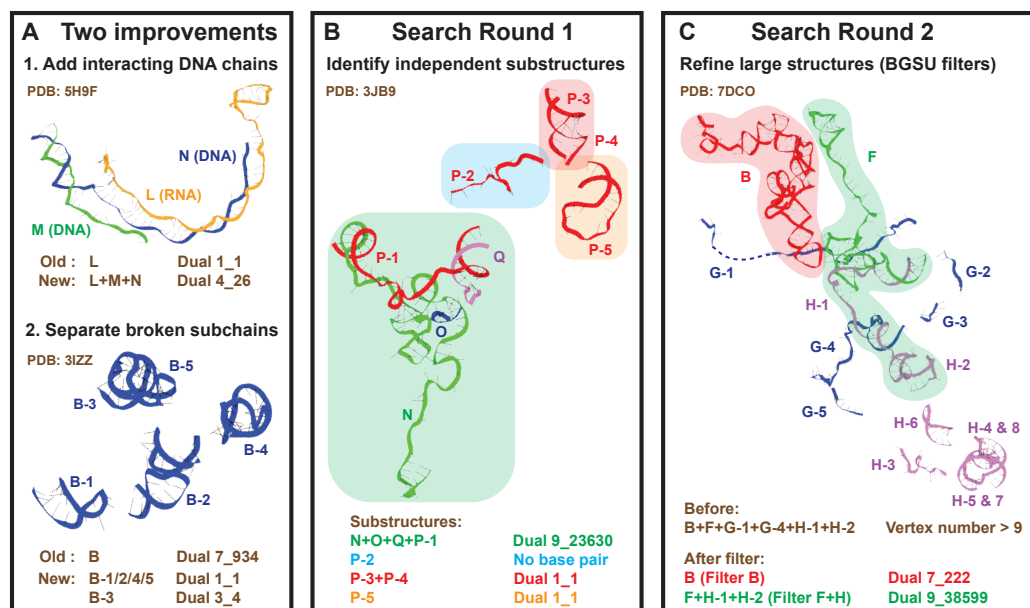 A Two improvements
1. Add interacting DNA chains
PDB: 5H9F
N (DNA)
L (RNA)
M (DNA)
Old : L Dual 1_1
New: L+M+N Dual 4_26
2. Separate broken subchains
PDB: 3IZZ
B-5
B-3
B-4
B-1
B-2
Old : B Dual 7_934
New: B-1/2/4/5 Dual 1_1
B-3 Dual 3_4
B Search Round 1
Identify independent substructures
PDB: 3JB9
P-3
P-4
P-2
P-5
P-1
Q
O
N
Substructures:
N+O+Q+P-1 Dual 9_23630
P-2 No base pair
P-3+P-4 Dual 1_1
P-5 Dual 1_1
C Search Round 2
Refine large structures (BGSU filters)
PDB: 7DCO
F
B
G-1
G-2
H-1
G-3
G-4
H-2
G-5
H-6
H-4 & 8
H-3
H-5 & 7
Before:
B+F+G-1+G-4+H-1+H-2 Vertex number > 9
After filter:
B (Filter B) Dual 7_222
F+H-1+H-2 (Filter F+H) Dual 9_38599